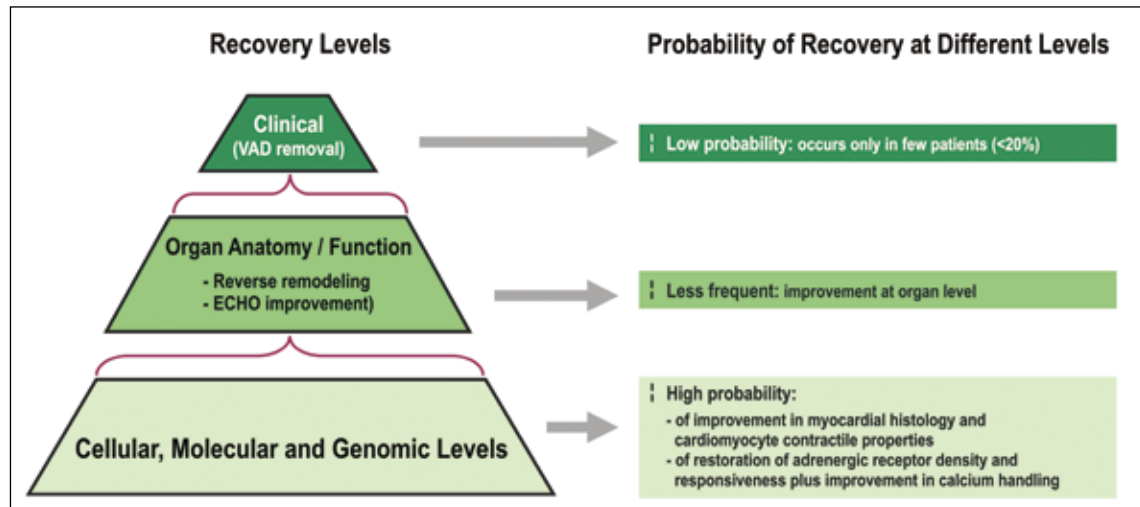 Recovery Levels
Probability of Recovery at Different Levels
Clinical
(VAD removal)
Low probability: occurs only in few patients (<20%)
Organ Anatomy / Function
- Reverse remodeling
- ECHO improvement)
Less frequent: improvement at organ level
Cellular, Molecular and Genomic Levels
High probability:
- of improvement in myocardial histology and
cardiomyocyte contractile properties
- of restoration of adrenergic receptor density and
responsiveness plus improvement in calcium handling